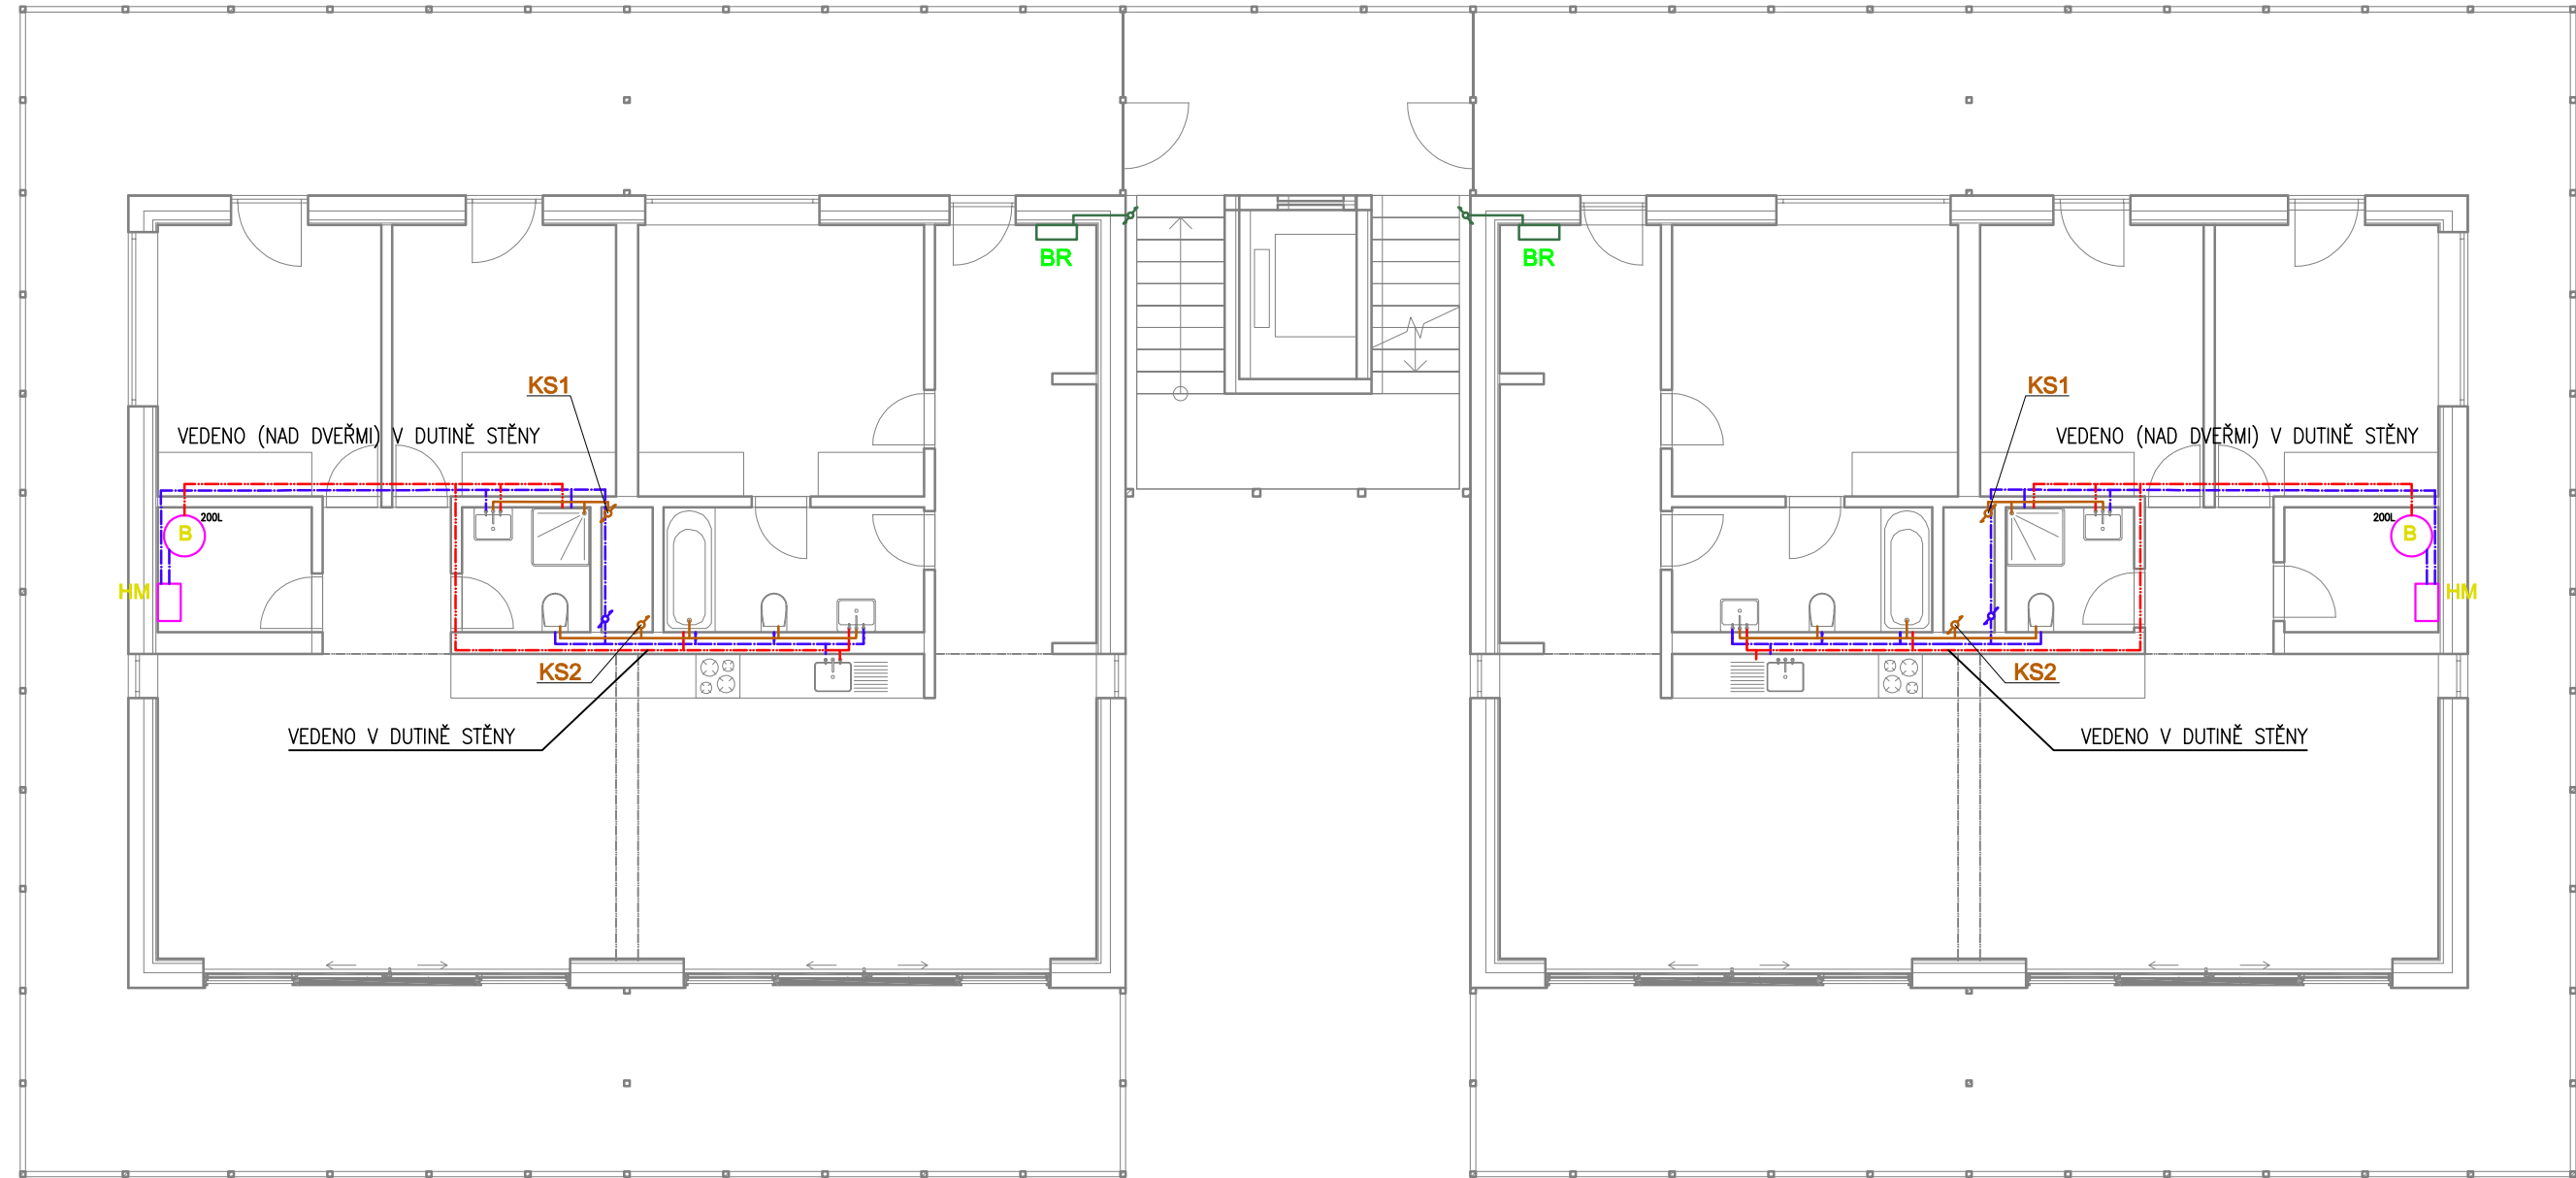 BR
BR
KS1
KS1
VEDENO (NAD DVEŘMI) V DUTINĚ STĚNY
VEDENO (NAD DVEŘMI) V DUTINĚ STĚNY
200L
200L
B
B
HM
HM
KS2
KS2
VEDENO V DUTINĚ STĚNY
VEDENO V DUTINĚ STĚNY